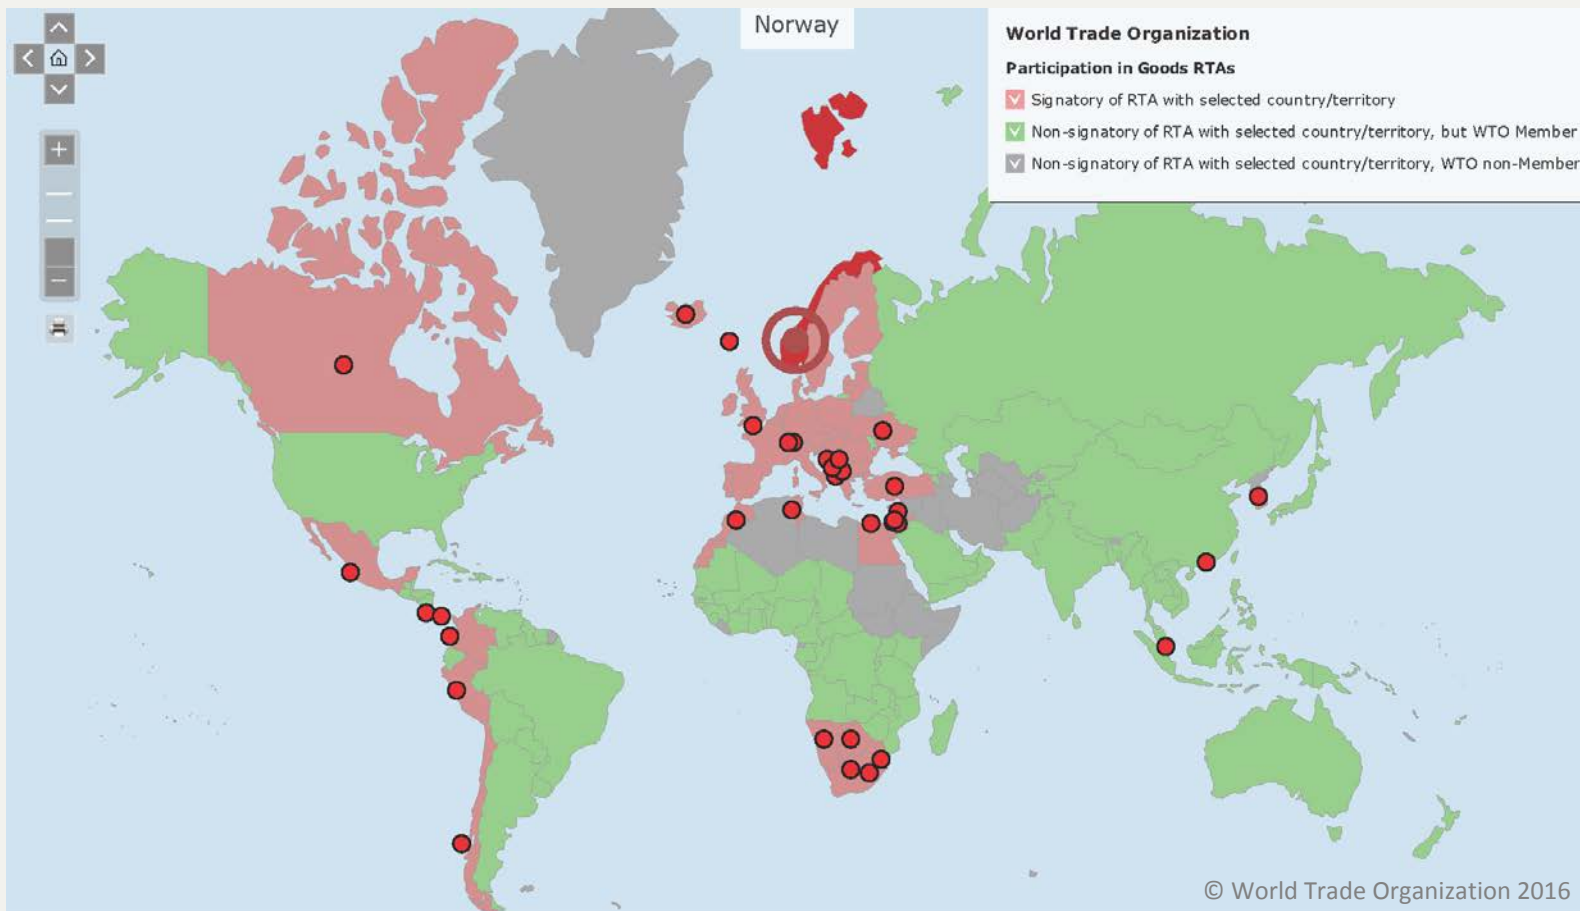 Norway
World Trade Organization
Participation in Goods RTAs
Signatory of RTA with selected country/territory
Non-signatory of RTA with selected country/territory, but WTO Member
Non-signatory of RTA with selected country/territory, WTO non-Member
© World Trade Organization 2016